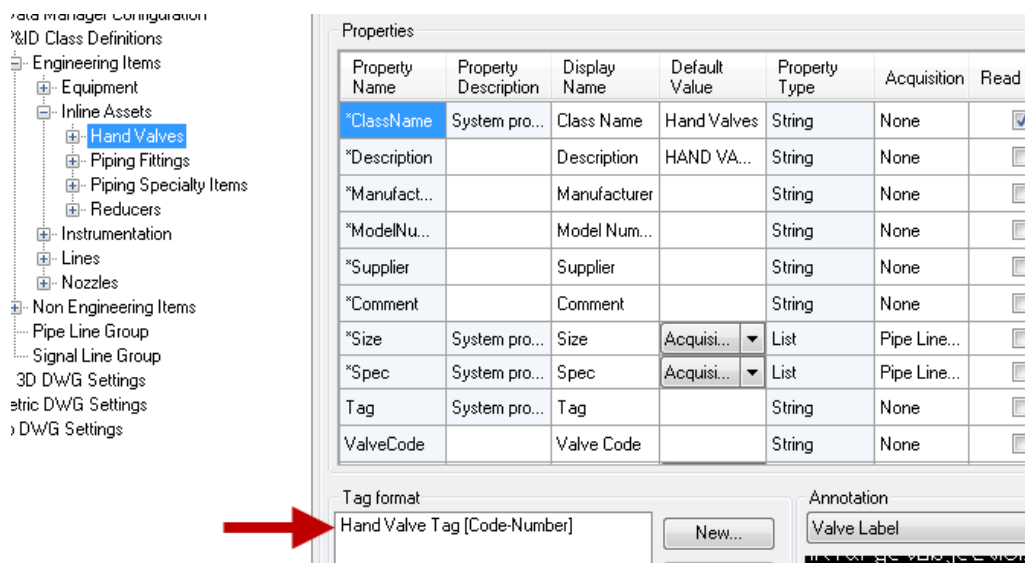 Data Manager Configuration
P&ID Class Definitions
Engineering Items
Equipment
Inline Assets
Hand Valves
Piping Fittings
Piping Specialty Items
Reducers
Instrumentation
Lines
Nozzles
Non Engineering Items
Pipe Line Group
Signal Line Group
3D DWG Settings
etric DWG Settings
DWG Settings
Properties
Property Name Property Description Display Name Default Value Property Type Acquisition Read
*ClassName System pro... Class Name Hand Valves String None
*Description Description HAND VA... String None
*Manufact... Manufacturer String None
*ModelNu... Model Num... String None
*Supplier Supplier String None
*Comment Comment String None
*Size System pro... Size Acquisi... List Pipe Line...
*Spec System pro... Spec Acquisi... List Pipe Line...
Tag System pro... Tag String None
ValveCode Valve Code String None
Tag format
Hand Valve Tag [Code-Number]
New...
Annotation
Valve Label